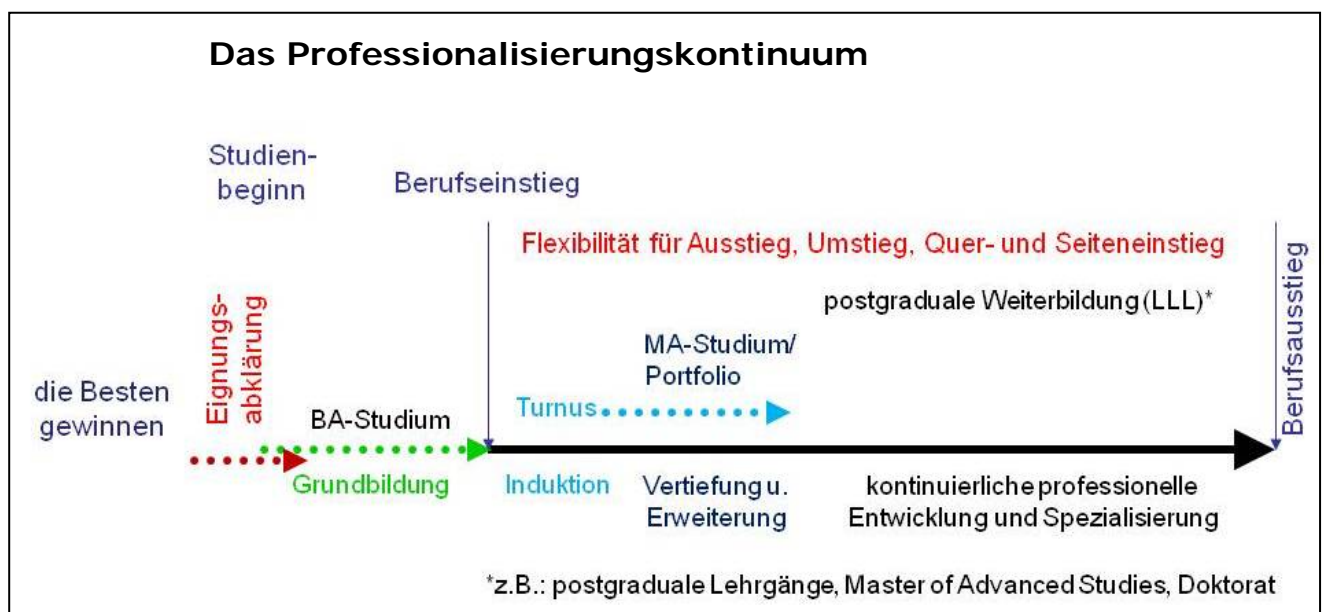 Das Professionalisierungskontinuum
Studien-
beginn
Berufseinstieg
Flexibilität für Ausstieg, Umstieg, Quer- und Seiteneinstieg
postgraduale Weiterbildung (LLL)*
Berufsausstieg
Eignungs-
abklärung
MA-Studium/
Portfolio
die Besten
gewinnen
Turnus
BA-Studium
Grundbildung
Induktion
Vertiefung u.
Erweiterung
kontinuierliche professionelle
Entwicklung und Spezialisierung
*z.B.: postgraduale Lehrgänge, Master of Advanced Studies, Doktorat